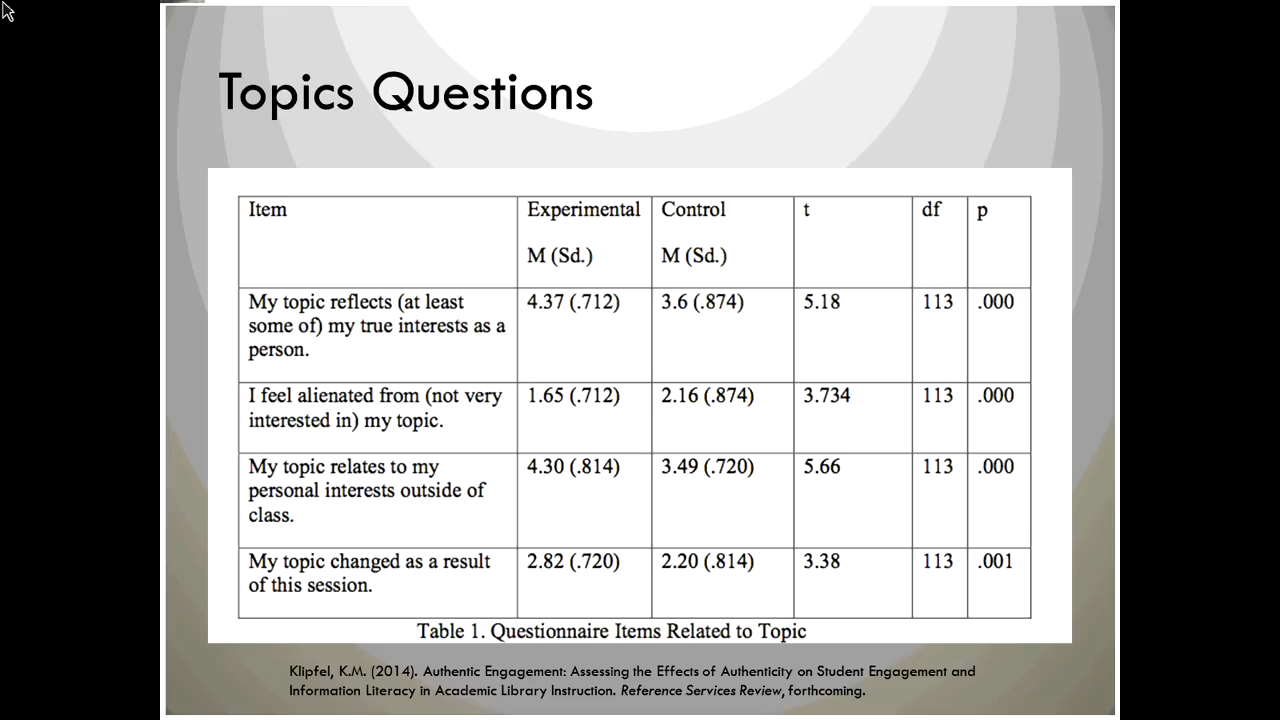 Topics Questions
Item Experimental Control t df p
M (Sd.) M (Sd.)
My topic reflects (at least 4.37 (.712) 3.6 (.874) 5.18 113 .000
some of) my true interests as a
person.
I feel alienated from (not very 1.65 (.712) 2.16 (.874) 3.734 113 .000
interested in) my topic.
My topic relates to my 4.30 (.814) 3.49 (.720) 5.66 113 .000
personal interests outside of
class.
My topic changed as a result 2.82 (.720) 2.20 (.814) 3.38 113 .001
of this session.
Table 1. Questionnaire Items Related to Topic
Klipfel, K.M. (2014). Authentic Engagement: Assessing the Effects of Authenticity on Student Engagement and
Information Literacy in Academic Library Instruction. Reference Services Review, forthcoming.